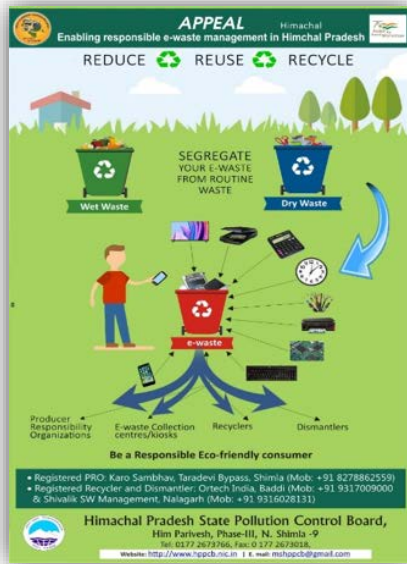 APPEAL
Himachal
Enabling responsible e-waste management in Himchal Pradesh
REDUCE REUSE RECYCLE
SEGREGATE
YOUR E-WASTE
FROM ROUTINE
WASTE
Wet Waste
Dry Waste
e-waste
Producer
Responsibility
Organizations
E-waste Collection
centres/kiosks
Recyclers
Dismantlers
Be a Responsible Eco-friendly consumer
• Registered PRO: Karo Sambhav, Taradevi Bypass, Shimla (Mob: +91 8278862559)
• Registered Recycler and Dismantler: Ortech India, Baddi (Mob: +91 9317009000
& Shivalik SW Management, Nalagarh (Mob: +91 9316028131)
Himachal Pradesh State Pollution Control Board,
Him Parivesh, Phase-III, N. Shimla -9
Tel: 0177 2673766, Fax: 0 177 2673018,
Website: http://www.hppcb.nic.in | E. mail: mshppcb@gmail.com